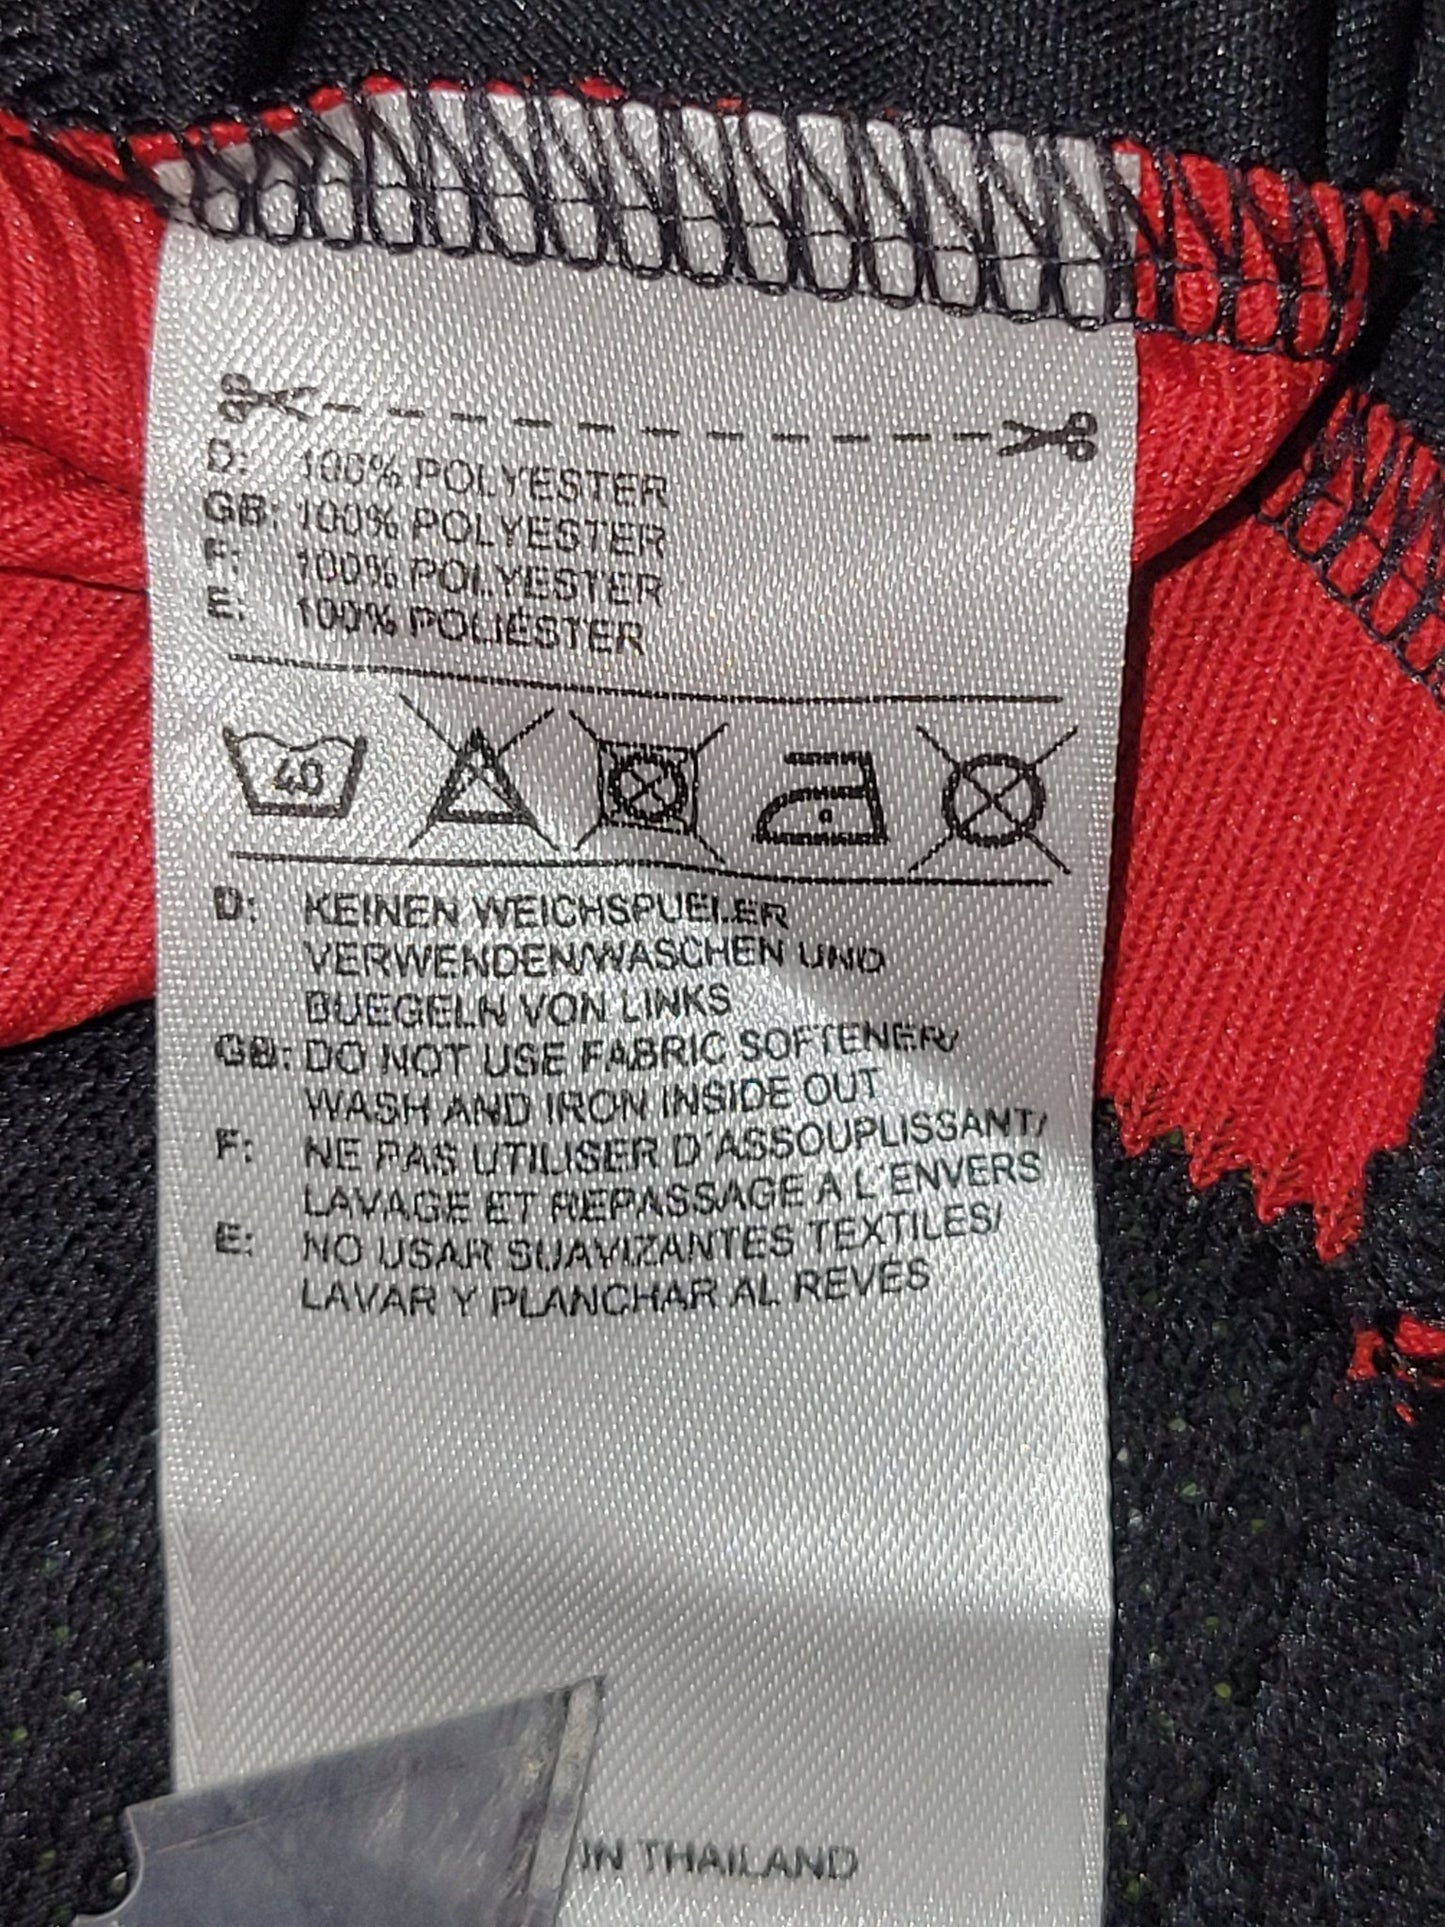 D: 100% POLYESTER
GB: 100% POLYESTER
F: 100% POLYESTER
E: 100% POLIÉSTER
40
D: KEINEN WEICHSPUELER
VERWENDEN/WASCHEN UND
BUEGELN VON LINKS
GB: DO NOT USE FABRIC SOFTENER/
WASH AND IRON INSIDE OUT
F: NE PAS UTILISER D´ASSOUPLISSANT/
LAVAGE ET REPASSAGE A L´ENVERS
E: NO USAR SUAVIZANTES TEXTILES/
LAVAR Y PLANCHAR AL REVÉS
IN THAILAND